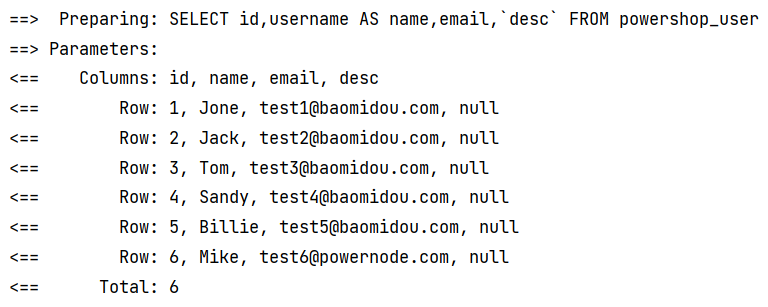 ==>  Preparing: SELECT id,username AS name,email,`desc` FROM powershop_user
==> Parameters:
<==    Columns: id, name, email, desc
<==        Row: 1, Jone, test1@baomidou.com, null
<==        Row: 2, Jack, test2@baomidou.com, null
<==        Row: 3, Tom, test3@baomidou.com, null
<==        Row: 4, Sandy, test4@baomidou.com, null
<==        Row: 5, Billie, test5@baomidou.com, null
<==        Row: 6, Mike, test6@powernode.com, null
<==      Total: 6